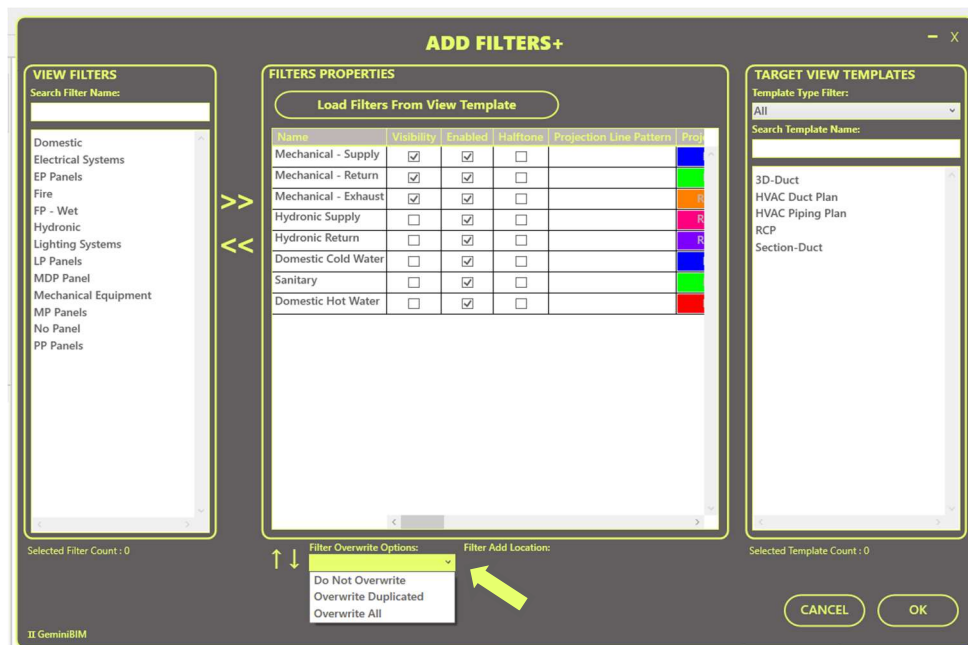 ADD FILTERS+
– X
VIEW FILTERS
Search Filter Name:
Domestic
Electrical Systems
EP Panels
Fire
FP - Wet
Hydronic
Lighting Systems
LP Panels
MDP Panel
Mechanical Equipment
MP Panels
No Panel
PP Panels
Selected Filter Count : 0
>>
<<
FILTERS PROPERTIES
Load Filters From View Template
Name Visibility Enabled Halftone Projection Line Pattern Proj
Mechanical - Supply
Mechanical - Return
Mechanical - Exhaust R
Hydronic Supply R
Hydronic Return R
Domestic Cold Water
Sanitary
Domestic Hot Water
Filter Overwrite Options:
Do Not Overwrite
Overwrite Duplicated
Overwrite All
Filter Add Location:
TARGET VIEW TEMPLATES
Template Type Filter:
All
Search Template Name:
3D-Duct
HVAC Duct Plan
HVAC Piping Plan
RCP
Section-Duct
Selected Template Count : 0
CANCEL
OK
II GeminiBIM